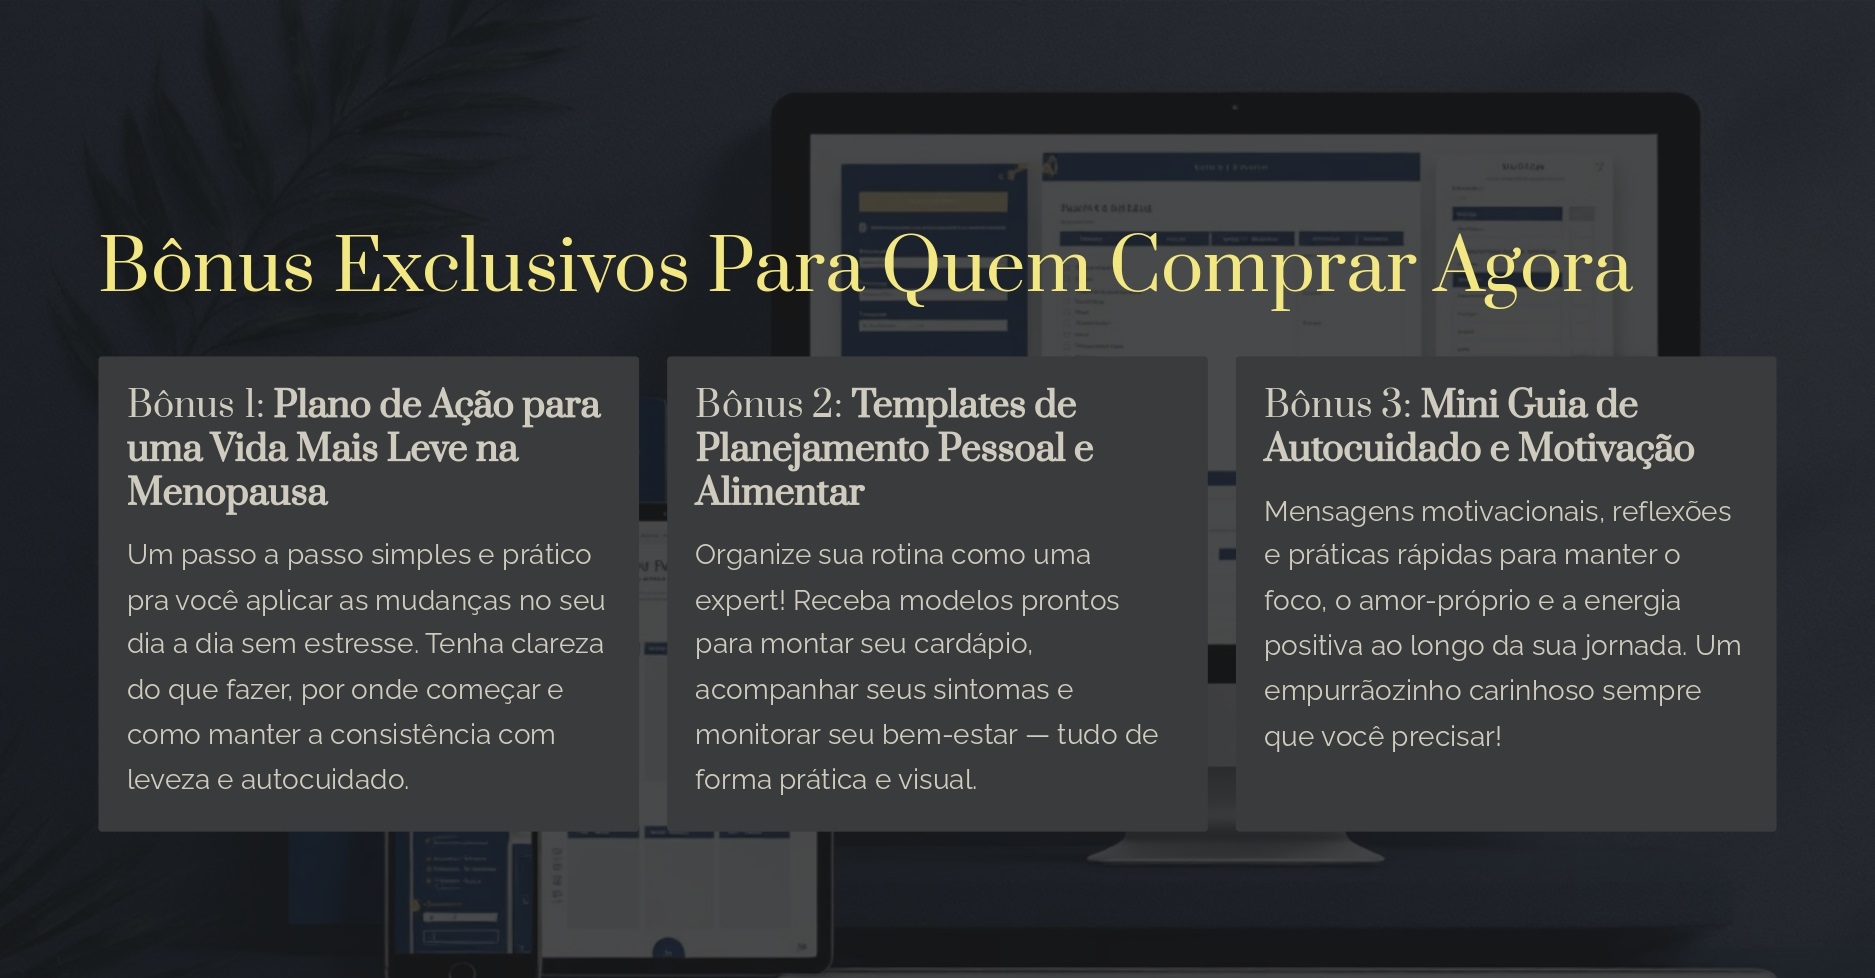 Bônus Exclusivos Para Quem Comprar Agora
Bônus 1: Plano de Ação para
uma Vida Mais Leve na
Menopausa
Um passo a passo simples e prático
pra você aplicar as mudanças no seu
dia a dia sem estresse. Tenha clareza
do que fazer, por onde começar e
como manter a consistência com
leveza e autocuidado.
Bônus 2: Templates de
Planejamento Pessoal e
Alimentar
Organize sua rotina como uma
expert! Receba modelos prontos
para montar seu cardápio,
acompanhar seus sintomas e
monitorar seu bem-estar — tudo de
forma prática e visual.
Bônus 3: Mini Guia de
Autocuidado e Motivação
Mensagens motivacionais, reflexões
e práticas rápidas para manter o
foco, o amor-próprio e a energia
positiva ao longo da sua jornada. Um
empurrãozinho carinhoso sempre
que você precisar!